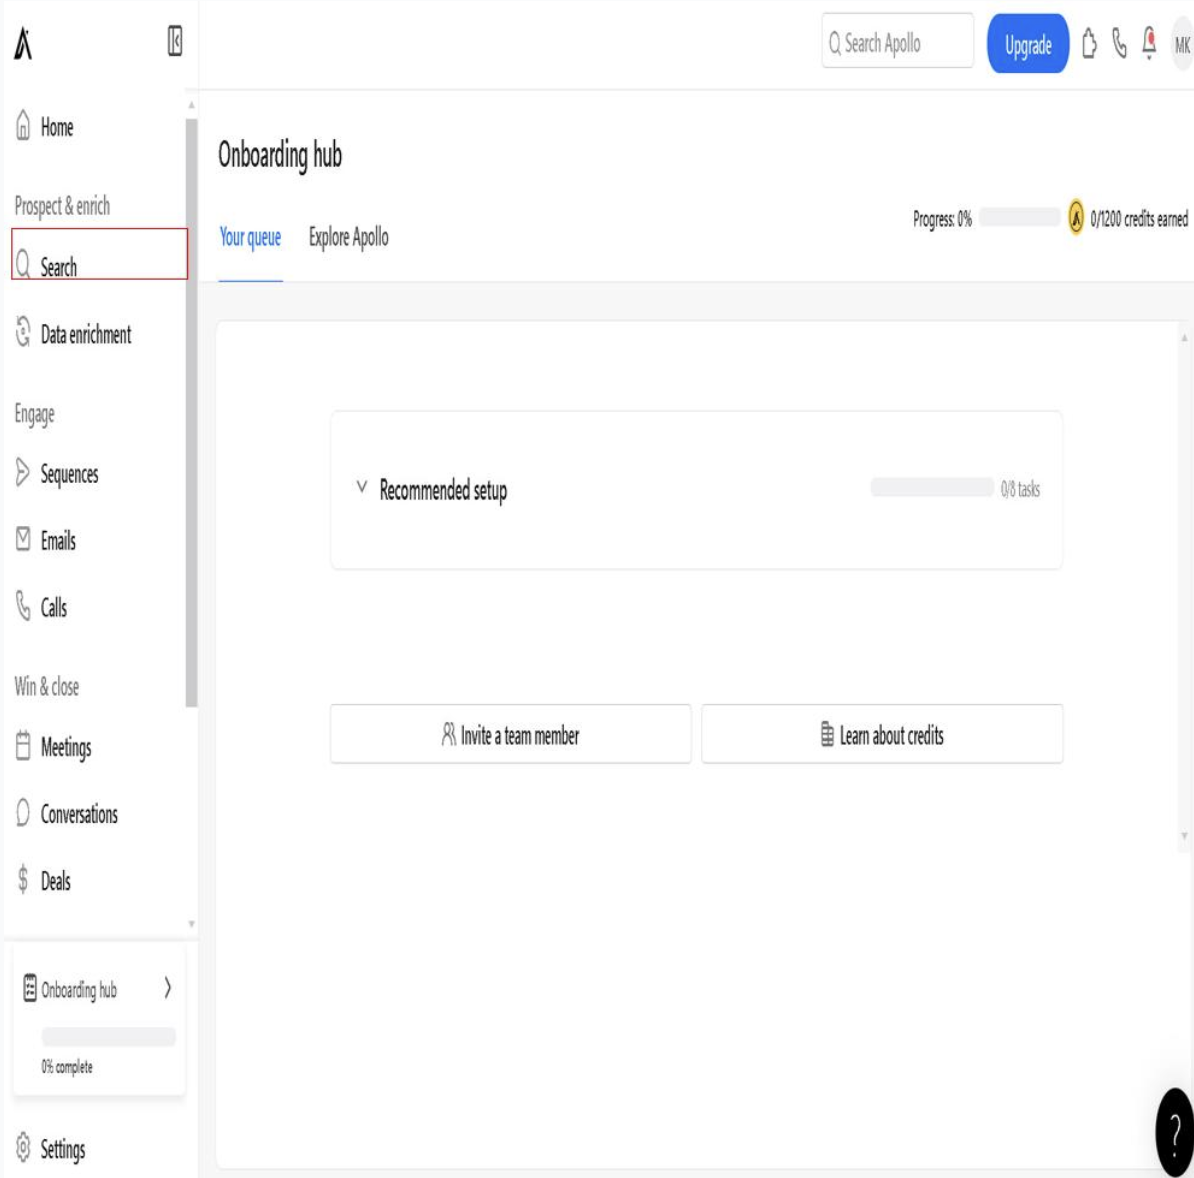 Search Apollo
Upgrade
MK
Home
Prospect & enrich
Search
Data enrichment
Engage
Sequences
Emails
Calls
Win & close
Meetings
Conversations
Deals
Onboarding hub
0% complete
Settings
Onboarding hub
Your queue Explore Apollo
Progress: 0% 0/1200 credits earned
Recommended setup 0/8 tasks
Invite a team member Learn about credits
?